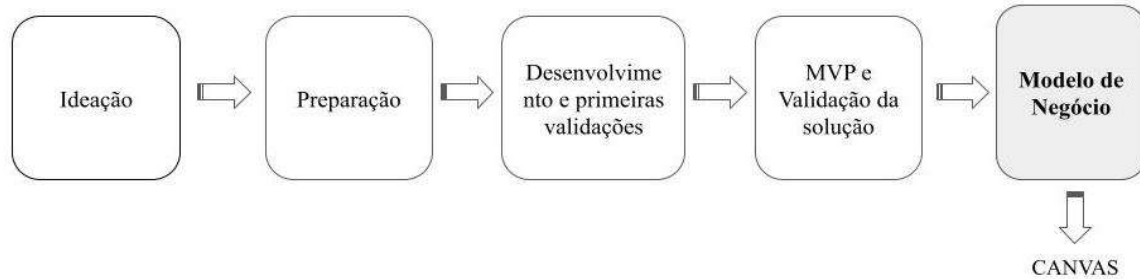 Ideação
Preparação
Desenvolvime
nto e primeiras
validações
MVP e
Validação da
solução
Modelo de
Negócio
CANVAS